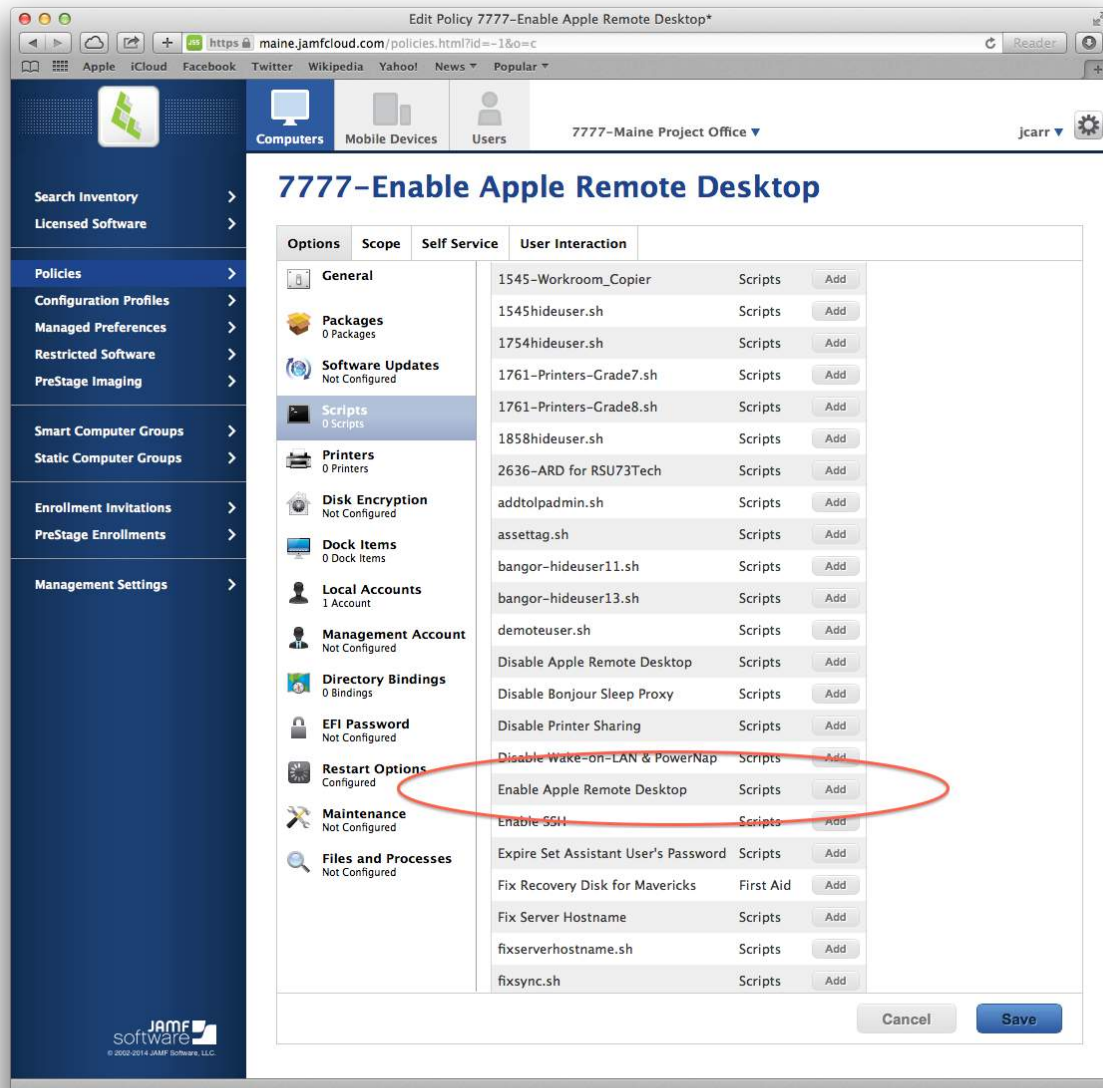 Edit Policy 7777-Enable Apple Remote Desktop*
JSS https maine.jamfcloud.com/policies.html?id=-1&o=c Reader
Apple iCloud Facebook Twitter Wikipedia Yahoo! News Popular
Computers Mobile Devices Users 7777-Maine Project Office jcarr
7777-Enable Apple Remote Desktop
Search Inventory
Licensed Software
Policies
Configuration Profiles
Managed Preferences
Restricted Software
PreStage Imaging
Smart Computer Groups
Static Computer Groups
Enrollment Invitations
PreStage Enrollments
Management Settings
JAMF
software
© 2002-2014 JAMF Software, LLC.
Options Scope Self Service User Interaction
General
Packages
0 Packages
Software Updates
Not Configured
Scripts
0 Scripts
Printers
0 Printers
Disk Encryption
Not Configured
Dock Items
0 Dock Items
Local Accounts
1 Account
Management Account
Not Configured
Directory Bindings
0 Bindings
EFI Password
Not Configured
Restart Options
Configured
Maintenance
Not Configured
Files and Processes
Not Configured
1545-Workroom_Copier Scripts Add
1545hideuser.sh Scripts Add
1754hideuser.sh Scripts Add
1761-Printers-Grade7.sh Scripts Add
1761-Printers-Grade8.sh Scripts Add
1858hideuser.sh Scripts Add
2636-ARD for RSU73Tech Scripts Add
addtolpadmin.sh Scripts Add
assettag.sh Scripts Add
bangor-hideuser11.sh Scripts Add
bangor-hideuser13.sh Scripts Add
demoteuser.sh Scripts Add
Disable Apple Remote Desktop Scripts Add
Disable Bonjour Sleep Proxy Scripts Add
Disable Printer Sharing Scripts Add
Disable Wake-on-LAN & PowerNap Scripts Add
Enable Apple Remote Desktop Scripts Add
Enable SSH Scripts Add
Expire Set Assistant User's Password Scripts Add
Fix Recovery Disk for Mavericks First Aid Add
Fix Server Hostname Scripts Add
fixserverhostname.sh Scripts Add
fixsync.sh Scripts Add
Cancel Save